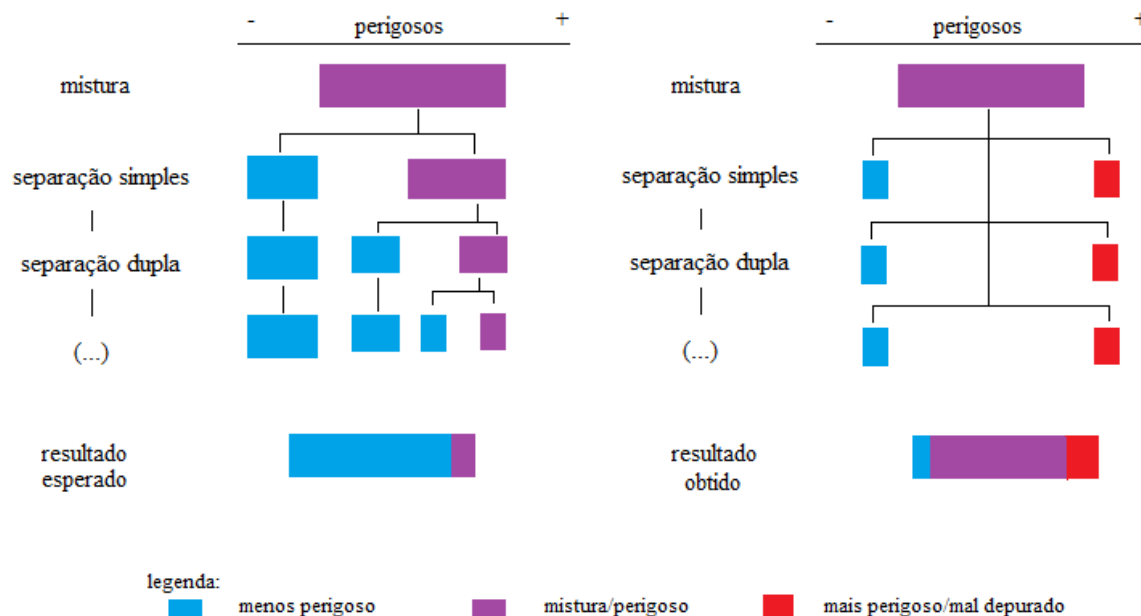 - perigosos +
mistura
separação simples
separação dupla
(...)
resultado
esperado
- perigosos +
mistura
separação simples
separação dupla
(...)
resultado
obtido
legenda:
menos perigoso
mistura/perigoso
mais perigoso/mal depurado